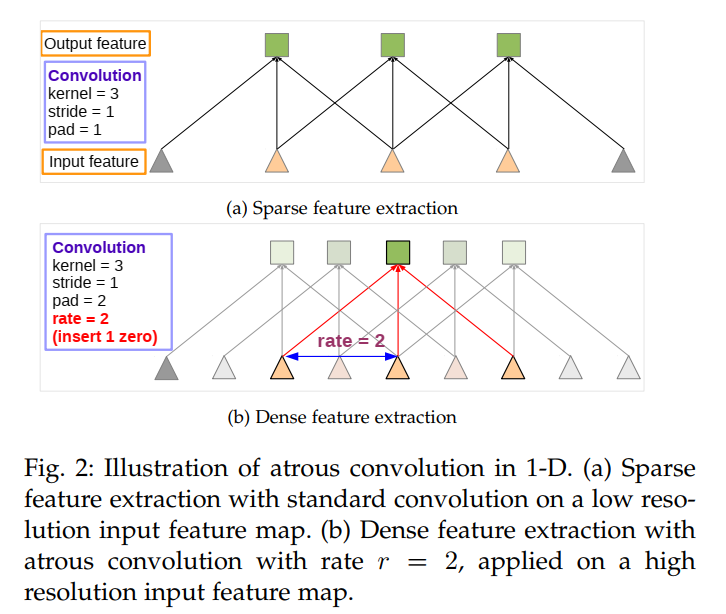 Output feature
Convolution
kernel = 3
stride = 1
pad = 1
Input feature
(a) Sparse feature extraction
Convolution
kernel = 3
stride = 1
pad = 2
rate = 2
(insert 1 zero)
rate = 2
(b) Dense feature extraction
Fig. 2: Illustration of atrous convolution in 1-D. (a) Sparse
feature extraction with standard convolution on a low reso-
lution input feature map. (b) Dense feature extraction with
atrous convolution with rate r = 2, applied on a high
resolution input feature map.